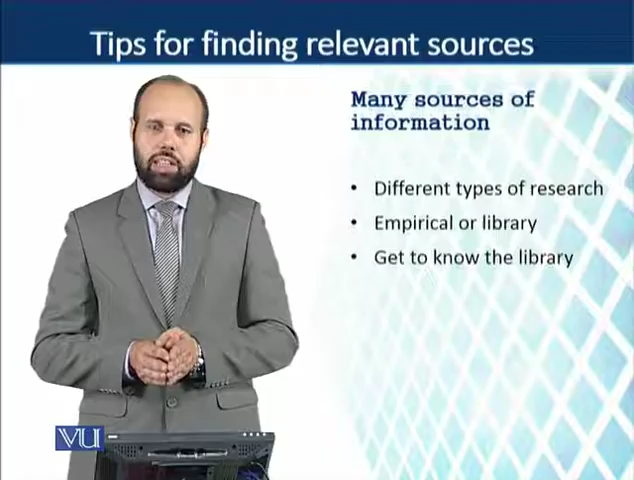 Tips for finding relevant sources
Many sources of
information
• Different types of research
• Empirical or library
• Get to know the library
VU